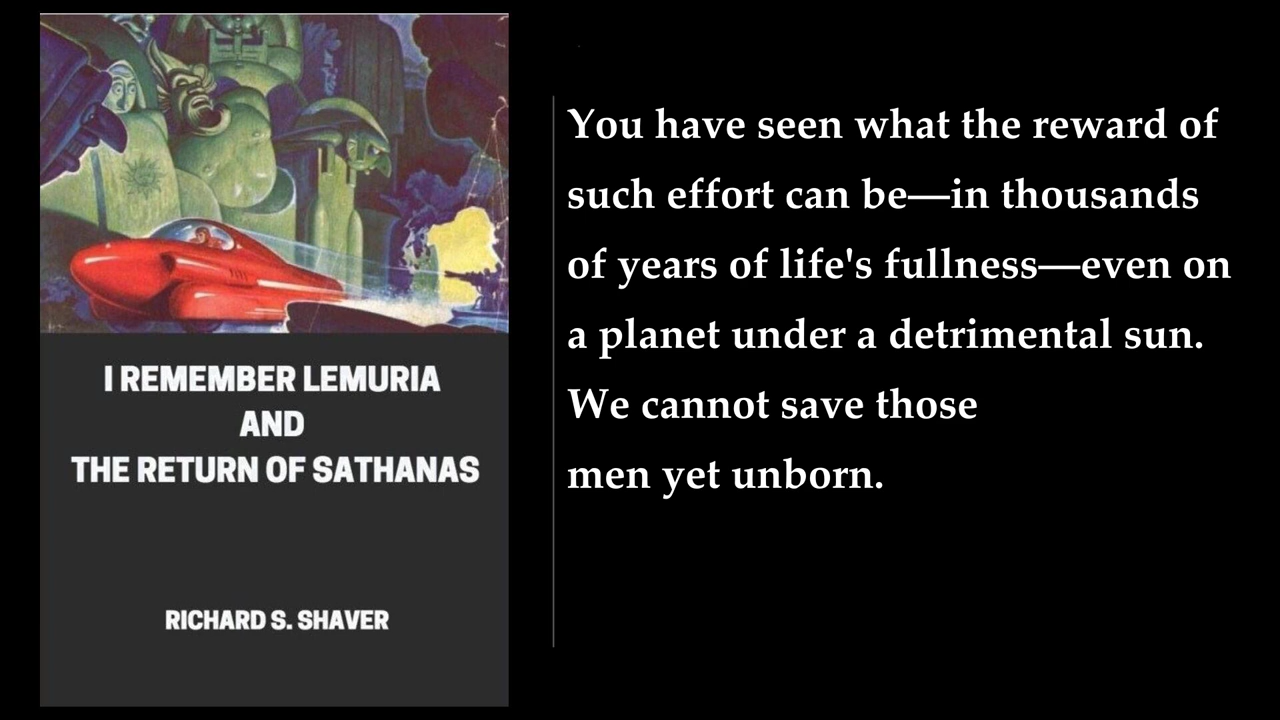 I REMEMBER LEMURIA
AND
THE RETURN OF SATHANAS
RICHARD S. SHAVER
You have seen what the reward of
such effort can be—in thousands
of years of life's fullness—even on
a planet under a detrimental sun.
We cannot save those
men yet unborn.